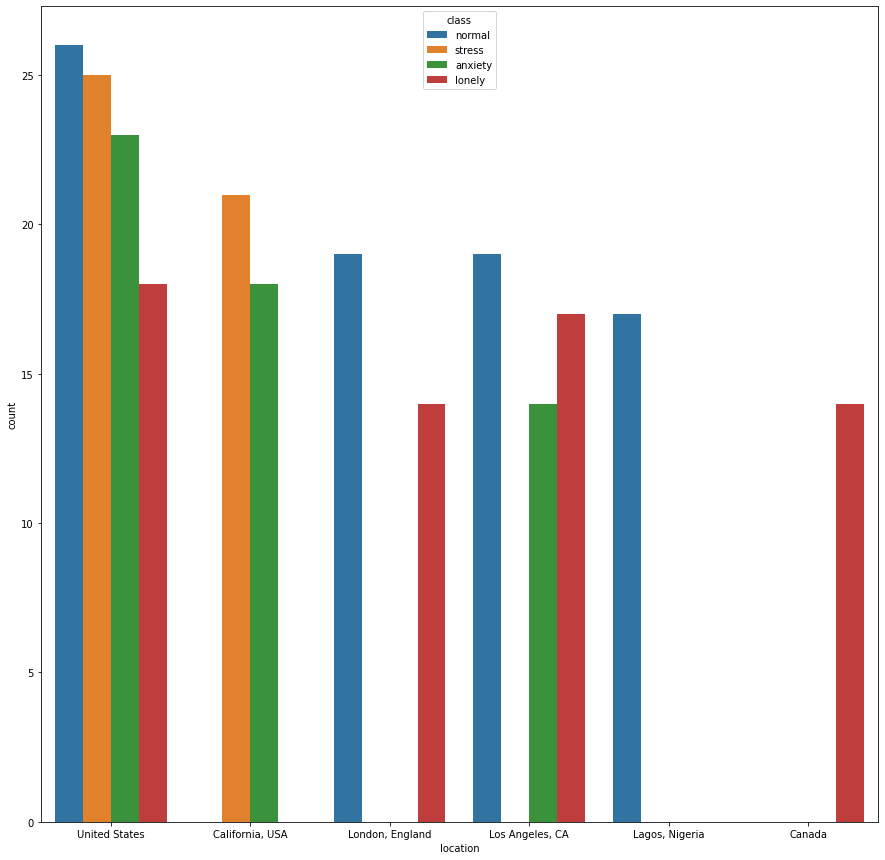 class
normal
stress
anxiety
lonely
25
20
15
10
5
0
count
United States California, USA London, England Los Angeles, CA Lagos, Nigeria Canada
location